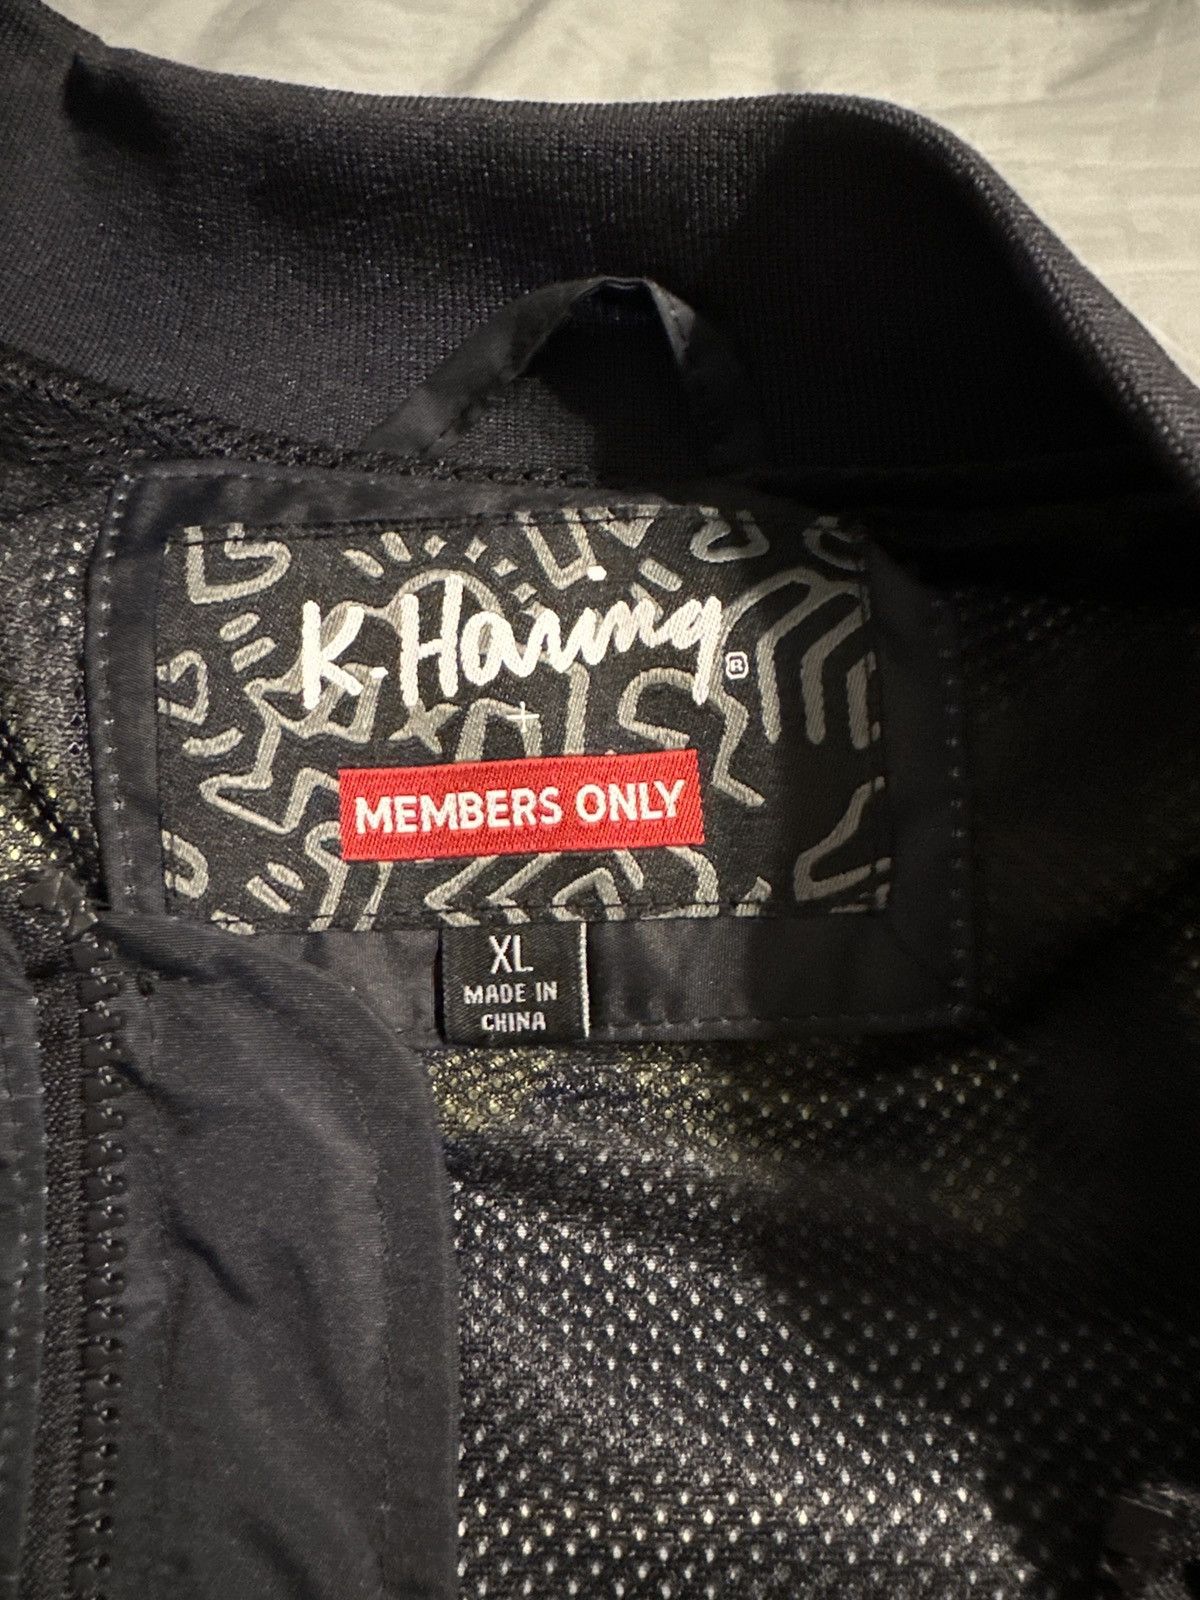 K. Haring ®
+
MEMBERS ONLY
XL
MADE IN
CHINA